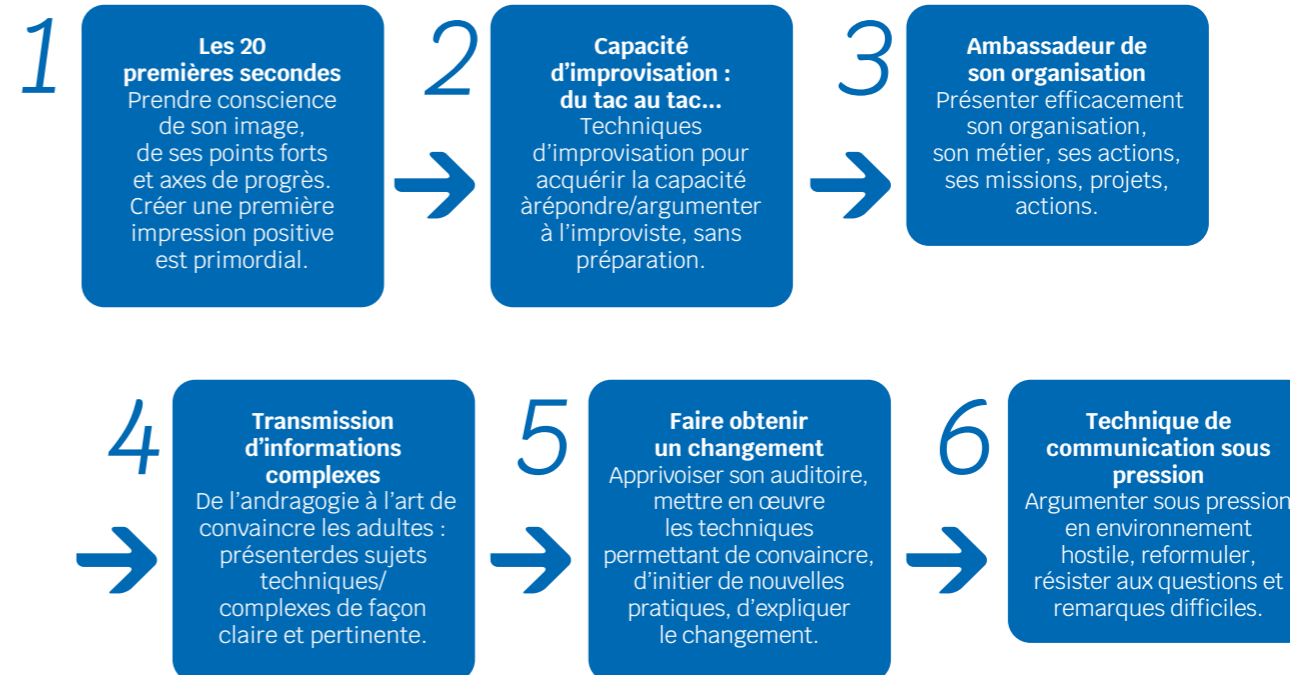 1
Les 20
premières secondes
Prendre conscience
de son image,
de ses points forts
et axes de progrès.
Créer une première
impression positive
est primordial.
2
Capacité
d’improvisation :
du tac au tac...
Techniques
d’improvisation pour
acquérir la capacité
àrépondre/argumenter
à l’improviste, sans
préparation.
3
Ambassadeur de
son organisation
Présenter efficacement
son organisation,
son métier, ses actions,
ses missions, projets,
actions.
4
Transmission
d’informations
complexes
De l’andragogie à l’art de
convaincre les adultes :
présenterdes sujets
techniques/
complexes de façon
claire et pertinente.
5
Faire obtenir
un changement
Apprivoiser son auditoire,
mettre en œuvre
les techniques
permettant de convaincre,
d’initier de nouvelles
pratiques, d’expliquer
le changement.
6
Technique de
communication sous
pression
Argumenter sous pression
en environnement
hostile, reformuler,
résister aux questions et
remarques difficiles.